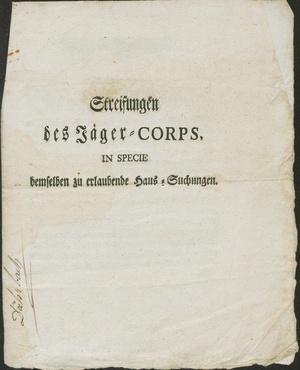 Streifungen
des Jäger-CORPS,
IN SPECIE
demselben zu erlaubende Haus-Suchungen.